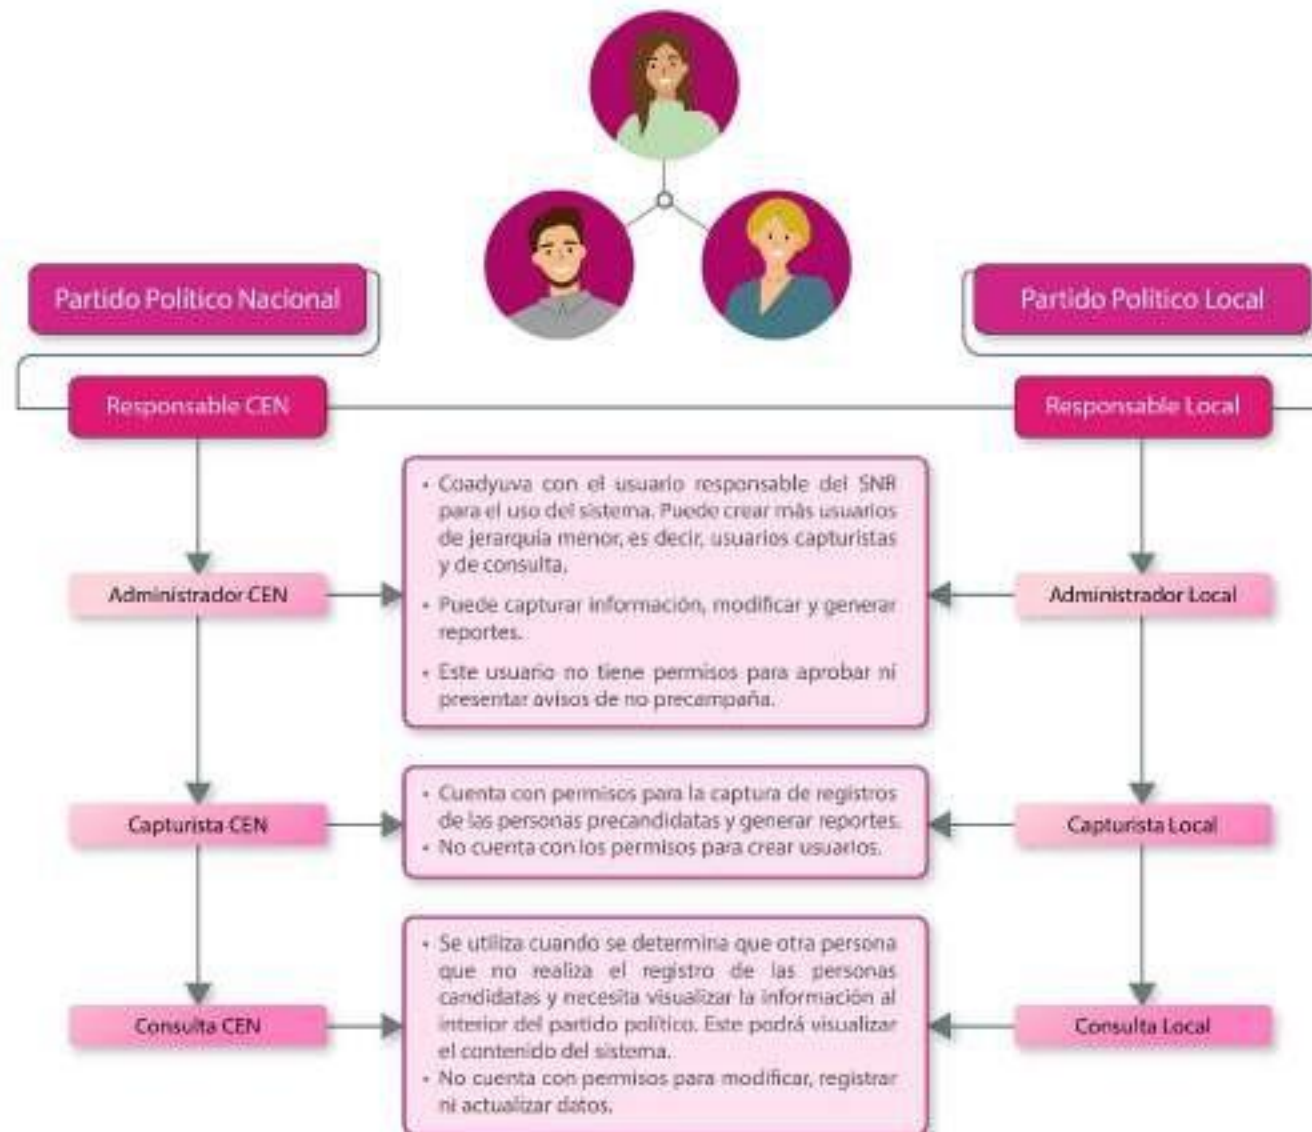 Partido Político Nacional
Partido Político Local
Responsable CEN
Responsable Local
• Coadyuva con el usuario responsable del SNR
para el uso del sistema. Puede crear más usuarios
de jerarquía menor, es decir, usuarios capturistas
y de consulta.
Administrador CEN
Administrador Local
• Puede capturar información, modificar y generar
reportes.
• Este usuario no tiene permisos para aprobar ni
presentar avisos de no precampaña.
• Cuenta con permisos para la captura de registros
de las personas precandidatas y generar reportes.
• No cuenta con los permisos para crear usuarios.
Capturista CEN
Capturista Local
• Se utiliza cuando se determina que otra persona
que no realiza el registro de las personas
candidatas y necesita visualizar la información al
interior del partido político. Este podrá visualizar
el contenido del sistema.
• No cuenta con permisos para modificar, registrar
ni actualizar datos.
Consulta CEN
Consulta Local